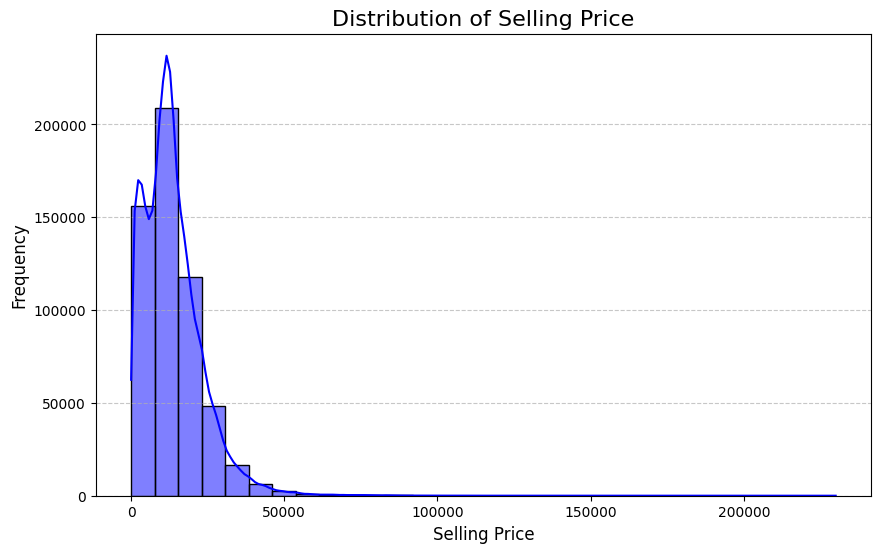 Distribution of Selling Price
Frequency
200000
150000
100000
50000
0
0 50000 100000 150000 200000
Selling Price